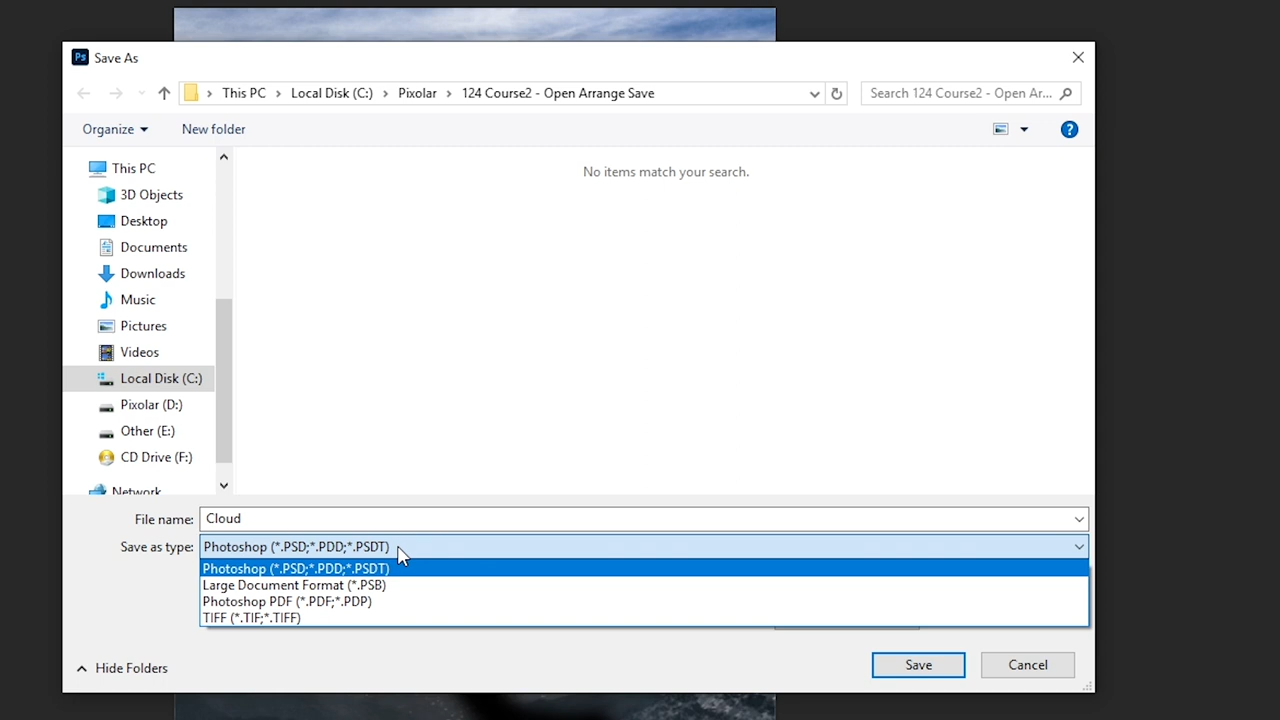 Ps Save As
This PC > Local Disk (C:) > Pixolar > 124 Course2 - Open Arrange Save
Search 124 Course2 - Open Ar...
Organize
New folder
?
This PC
3D Objects
Desktop
Documents
Downloads
Music
Pictures
Videos
Local Disk (C:)
Pixolar (D:)
Other (E:)
CD Drive (F:)
Network
No items match your search.
File name: Cloud
Save as type: Photoshop (*.PSD;*.PDD;*.PSDT)
Photoshop (*.PSD;*.PDD;*.PSDT)
Large Document Format (*.PSB)
Photoshop PDF (*.PDF;*.PDP)
TIFF (*.TIF;*.TIFF)
Hide Folders
Save
Cancel